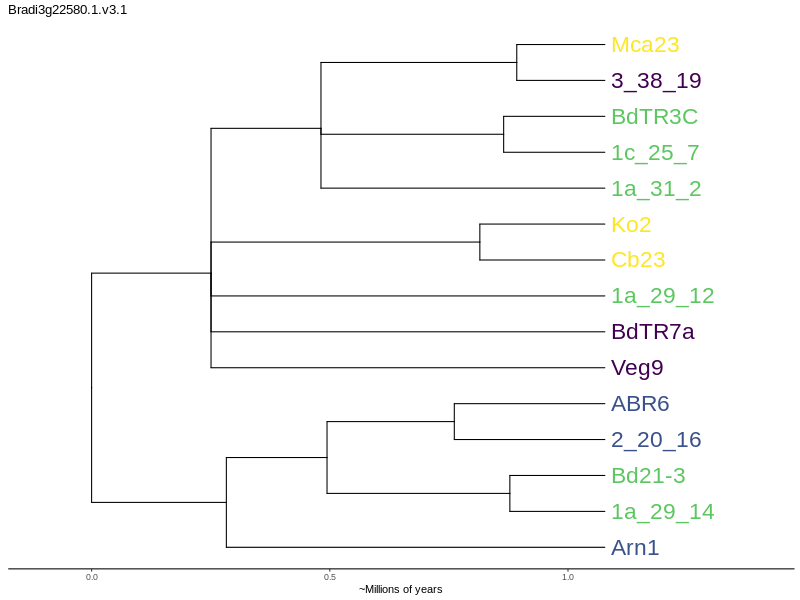 Bradi3g22580.1.v3.1
Mca23
3_38_19
BdTR3C
1c_25_7
1a_31_2
Ko2
Cb23
1a_29_12
BdTR7a
Veg9
ABR6
2_20_16
Bd21-3
1a_29_14
Arn1
0.0 0.5 1.0
~Millions of years